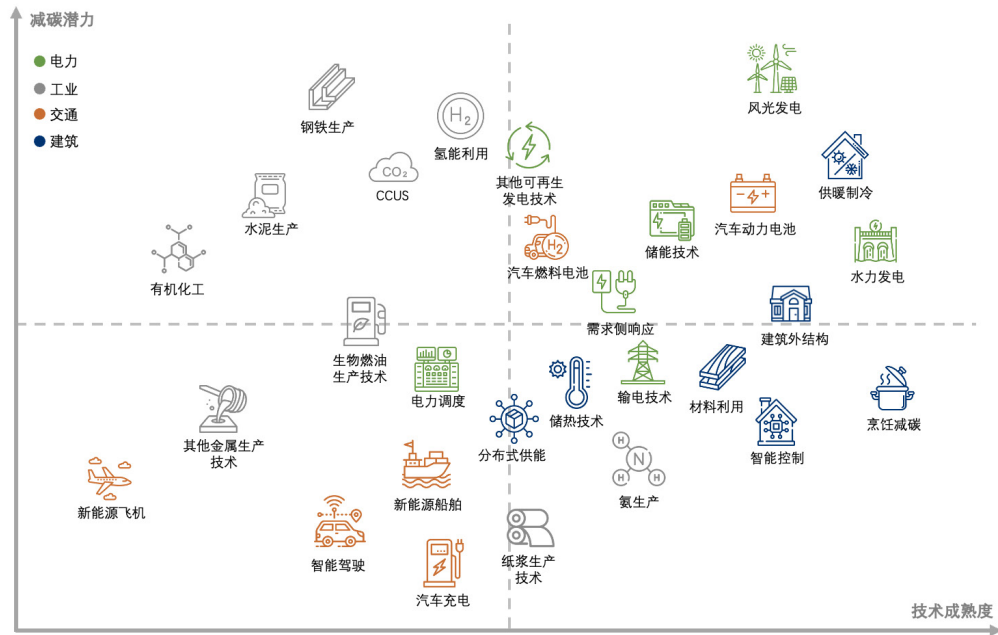 减碳潜力
电力
工业
交通
建筑
风光发电
钢铁生产
H₂
氢能利用
CO₂
CCUS
其他可再生
发电技术
供暖制冷
水泥生产
汽车动力电池
储能技术
H₂
汽车燃料电池
水力发电
有机化工
需求侧响应
建筑外结构
生物燃油
生产技术
电力调度
输电技术
材料利用
储热技术
烹饪减碳
其他金属生产
技术
分布式供能
智能控制
H
N
H
H
氨生产
新能源飞机
新能源船舶
智能驾驶
纸浆生产
技术
汽车充电
技术成熟度